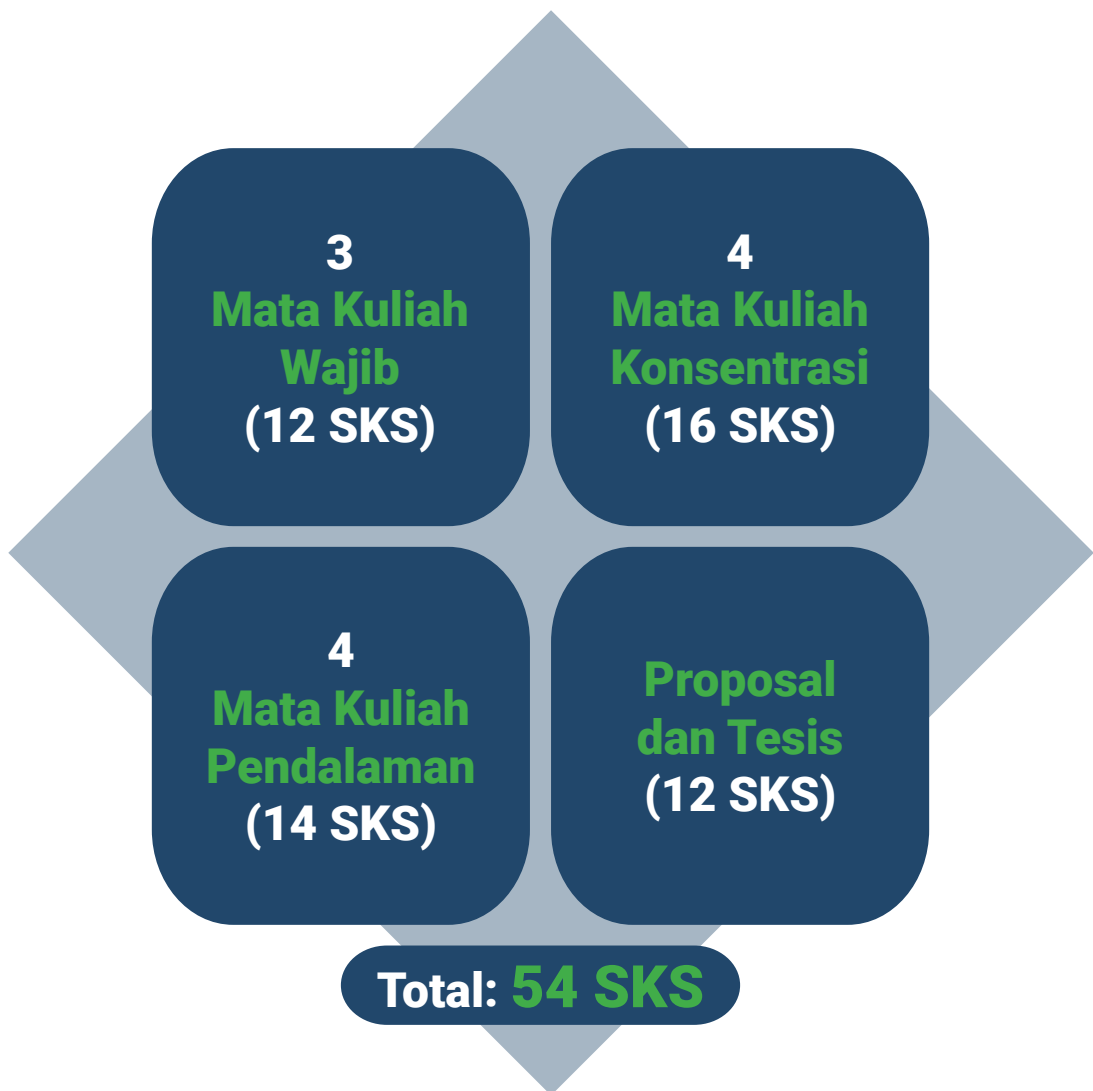 3
Mata Kuliah
Wajib
(12 SKS)
4
Mata Kuliah
Konsentrasi
(16 SKS)
4
Mata Kuliah
Pendalaman
(14 SKS)
Proposal
dan Tesis
(12 SKS)
Total: 54 SKS